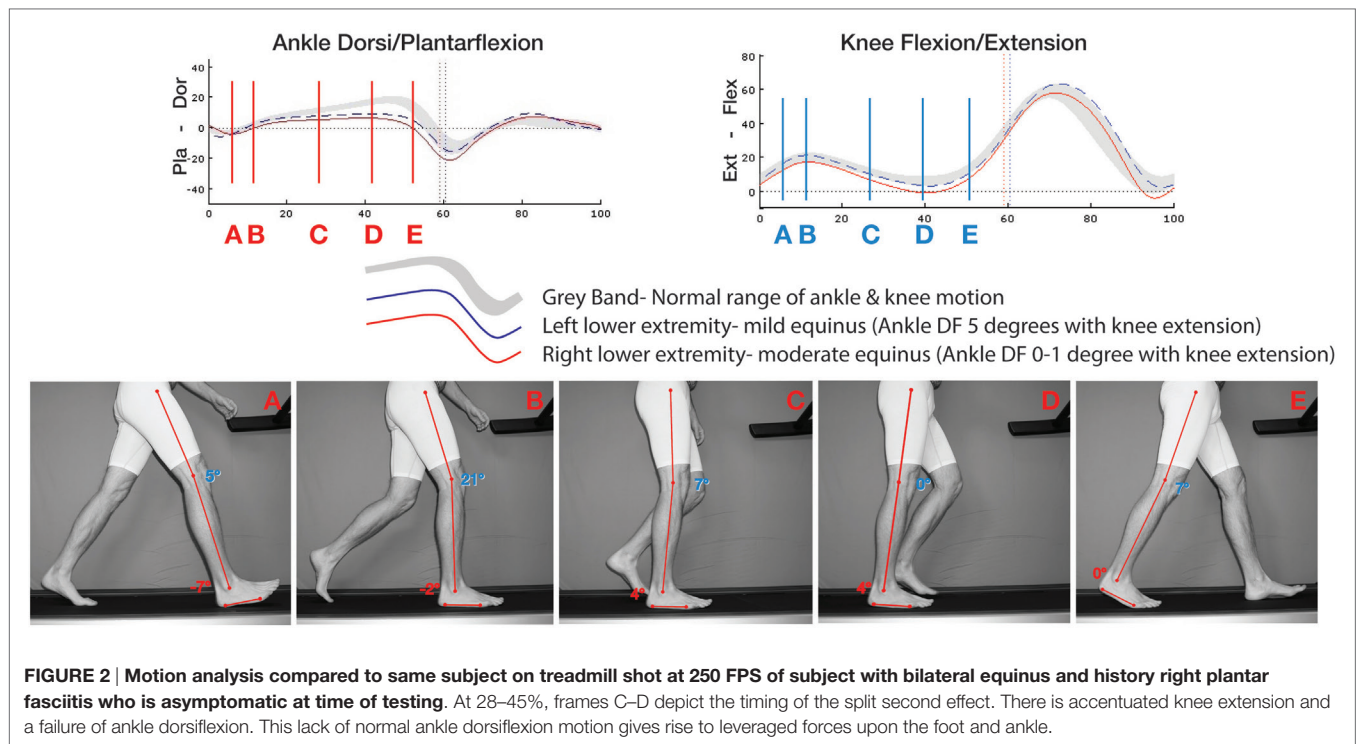 Ankle Dorsi/Plantarflexion
Pla - Dor
40
20
0
-20
-40
0 20 40 60 80 100
A B C D E
Knee Flexion/Extension
Ext - Flex
80
60
40
20
0
0 20 40 60 80 100
A B C D E
Grey Band- Normal range of ankle & knee motion
Left lower extremity- mild equinus (Ankle DF 5 degrees with knee extension)
Right lower extremity- moderate equinus (Ankle DF 0-1 degree with knee extension)
A
5°
-7°
B
21°
-2°
C
7°
4°
D
0°
4°
E
7°
0°
FIGURE 2 | Motion analysis compared to same subject on treadmill shot at 250 FPS of subject with bilateral equinus and history right plantar
fasciitis who is asymptomatic at time of testing. At 28–45%, frames C–D depict the timing of the split second effect. There is accentuated knee extension and
a failure of ankle dorsiflexion. This lack of normal ankle dorsiflexion motion gives rise to leveraged forces upon the foot and ankle.